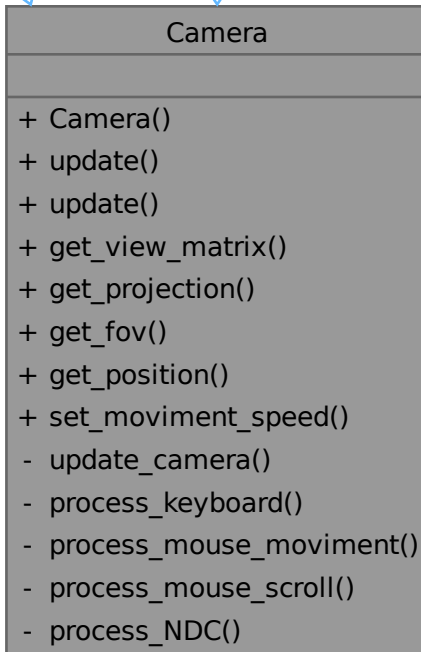 Camera
+ Camera()
+ update()
+ update()
+ get_view_matrix()
+ get_projection()
+ get_fov()
+ get_position()
+ set_moviment_speed()
- update_camera()
- process_keyboard()
- process_mouse_moviment()
- process_mouse_scroll()
- process_NDC()